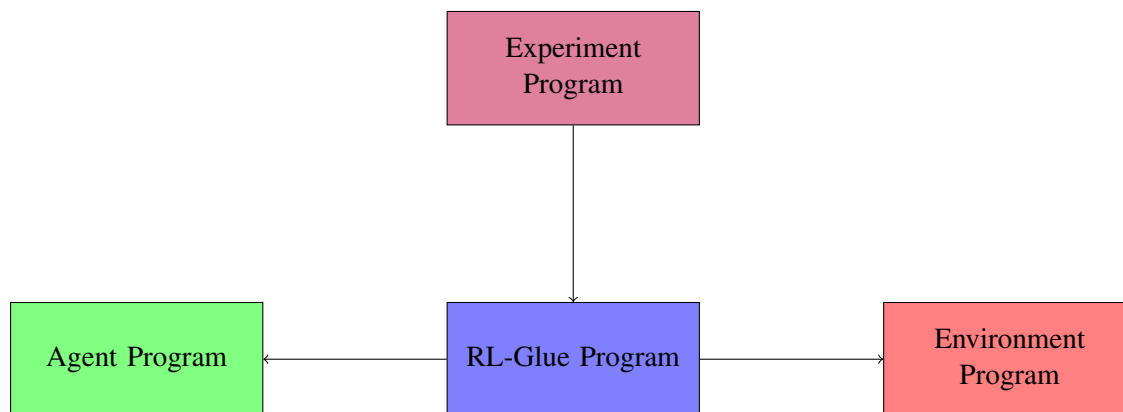 Experiment
Program
Agent Program
RL-Glue Program
Environment
Program